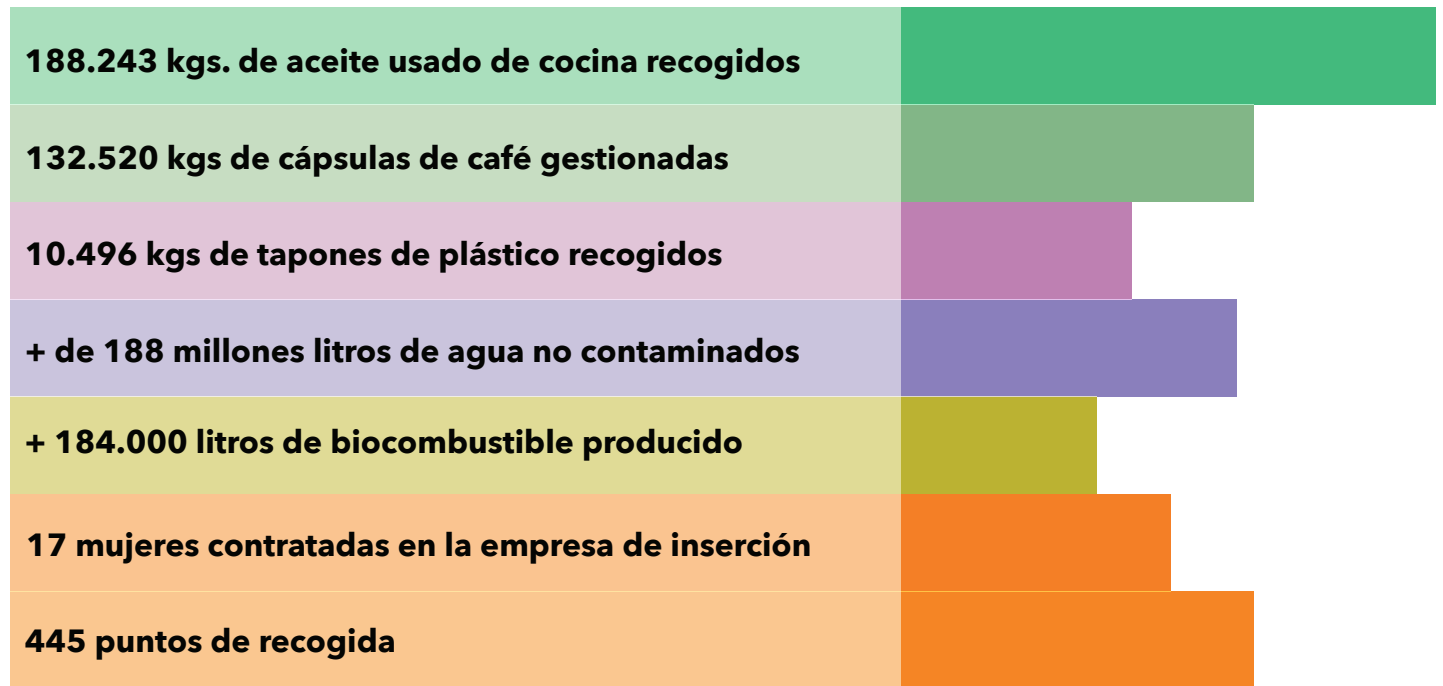 188.243 kgs. de aceite usado de cocina recogidos
132.520 kgs de cápsulas de café gestionadas
10.496 kgs de tapones de plástico recogidos
+ de 188 millones litros de agua no contaminados
+ 184.000 litros de biocombustible producido
17 mujeres contratadas en la empresa de inserción
445 puntos de recogida